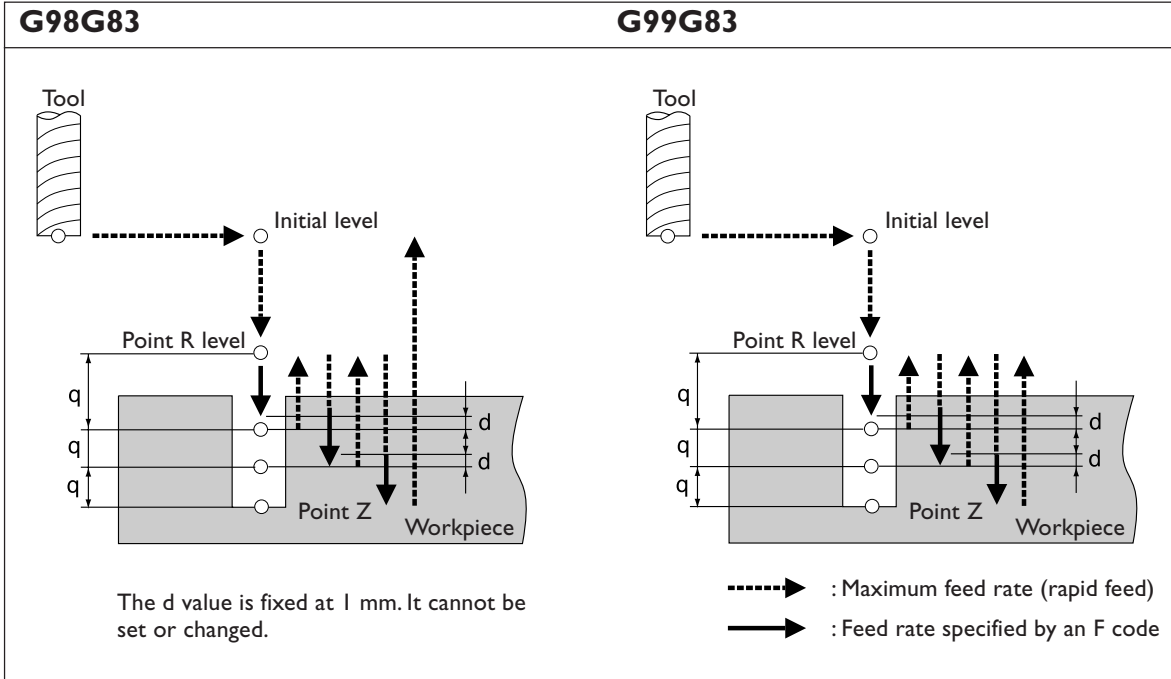 G98G83
G99G83
Tool
Initial level
Point R level
q
q
q
d
d
Point Z
Workpiece
The d value is fixed at 1 mm. It cannot be
set or changed.
Tool
Initial level
Point R level
q
q
q
d
d
Point Z
Workpiece
: Maximum feed rate (rapid feed)
: Feed rate specified by an F code